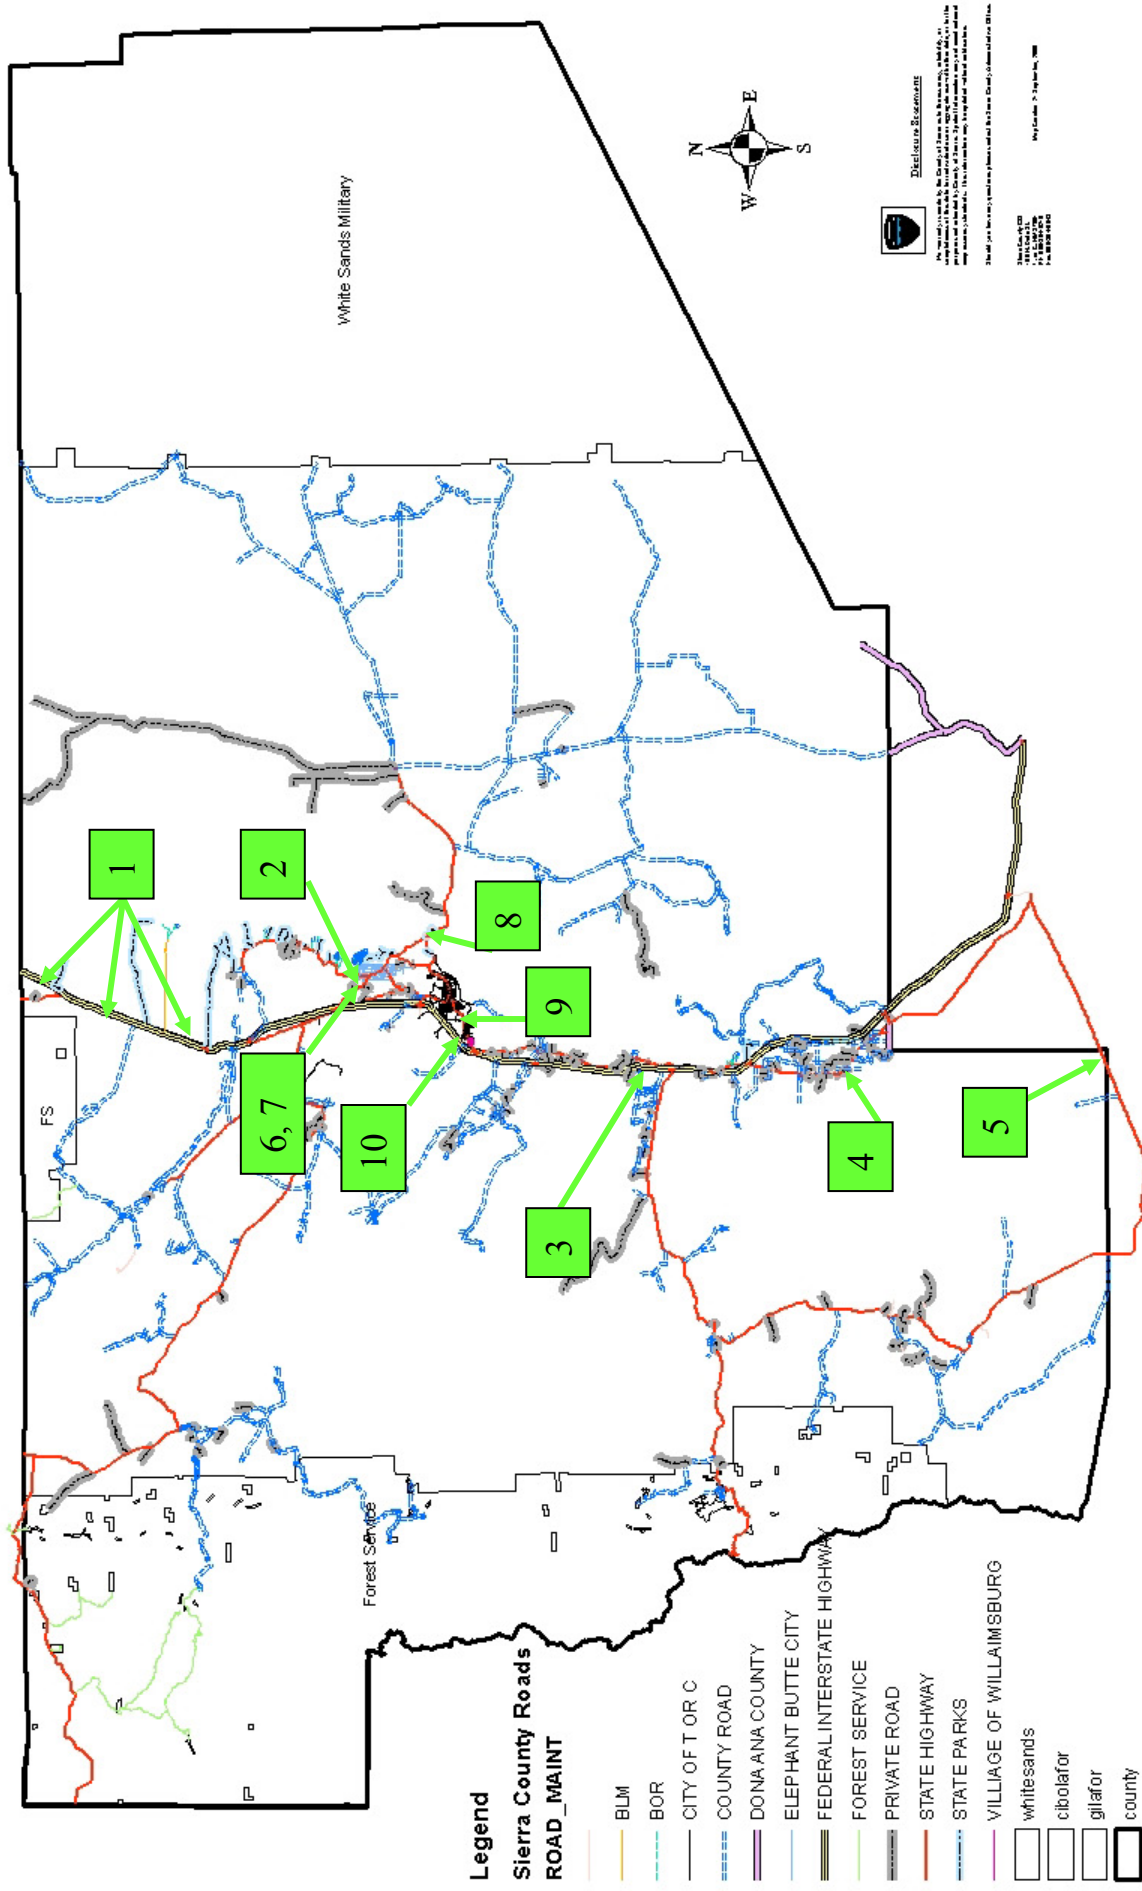 White Sands Military
N
W
E
S
Disclosure Statement
FS
Forest Service
1
2
6, 7
8
9
10
3
4
5
Legend
Sierra County Roads
ROAD_MAINT
BLM
BOR
CITY OF T OR C
COUNTY ROAD
DONA ANA COUNTY
ELEPHANT BUTTE CITY
FEDERAL INTERSTATE HIGHWAY
FOREST SERVICE
PRIVATE ROAD
STATE HIGHWAY
STATE PARKS
VILLAGE OF WILLAIMSBURG
whitesands
cibolafor
gilafor
county